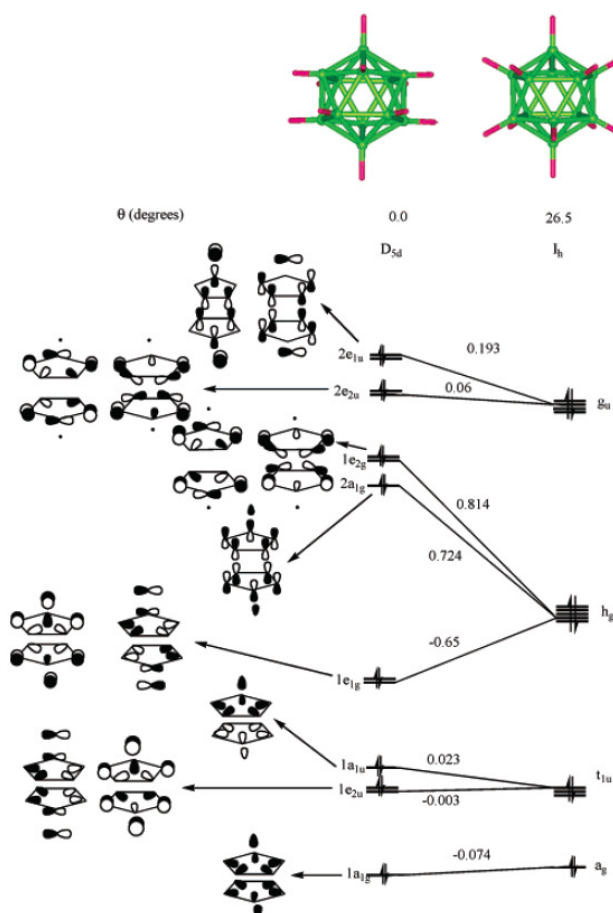 θ (degrees) 0.0 26.5
D5d Ih
2e1u 0.193
2e2u 0.06 gu
1e2g
2a1g 0.814
0.724
hg
-0.65
1e1g
1a1u 0.023 t1u
1e2u -0.003
-0.074 ag
1a1g